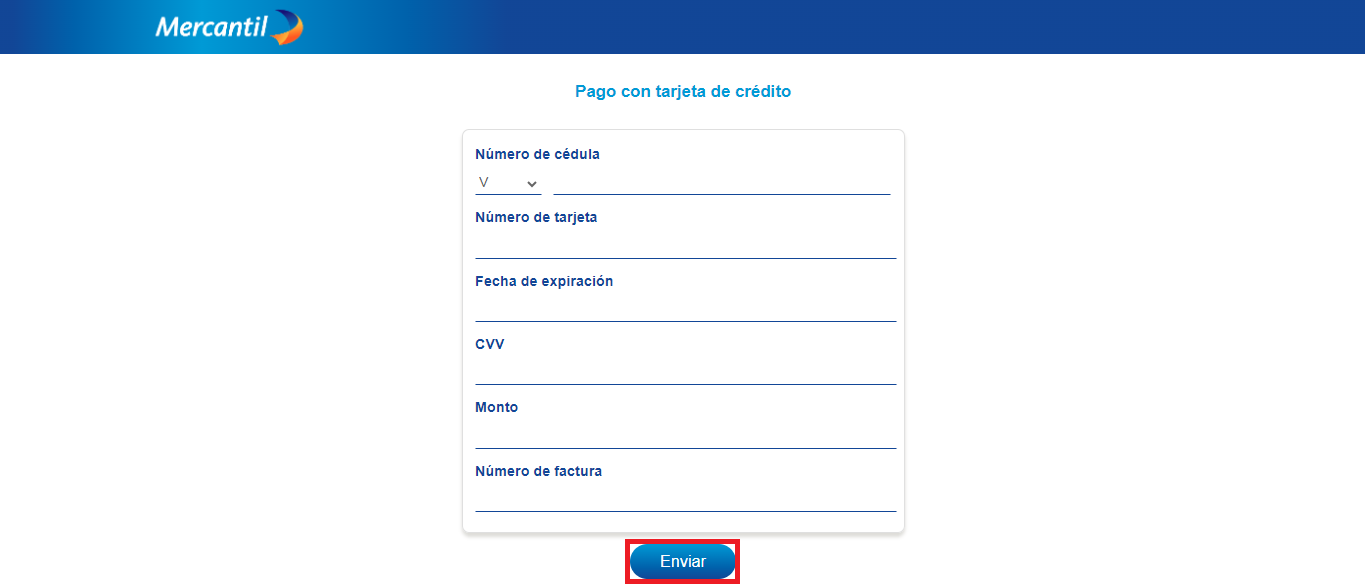 Mercantil
Pago con tarjeta de crédito
Número de cédula
V
Número de tarjeta
Fecha de expiración
CVV
Monto
Número de factura
Enviar